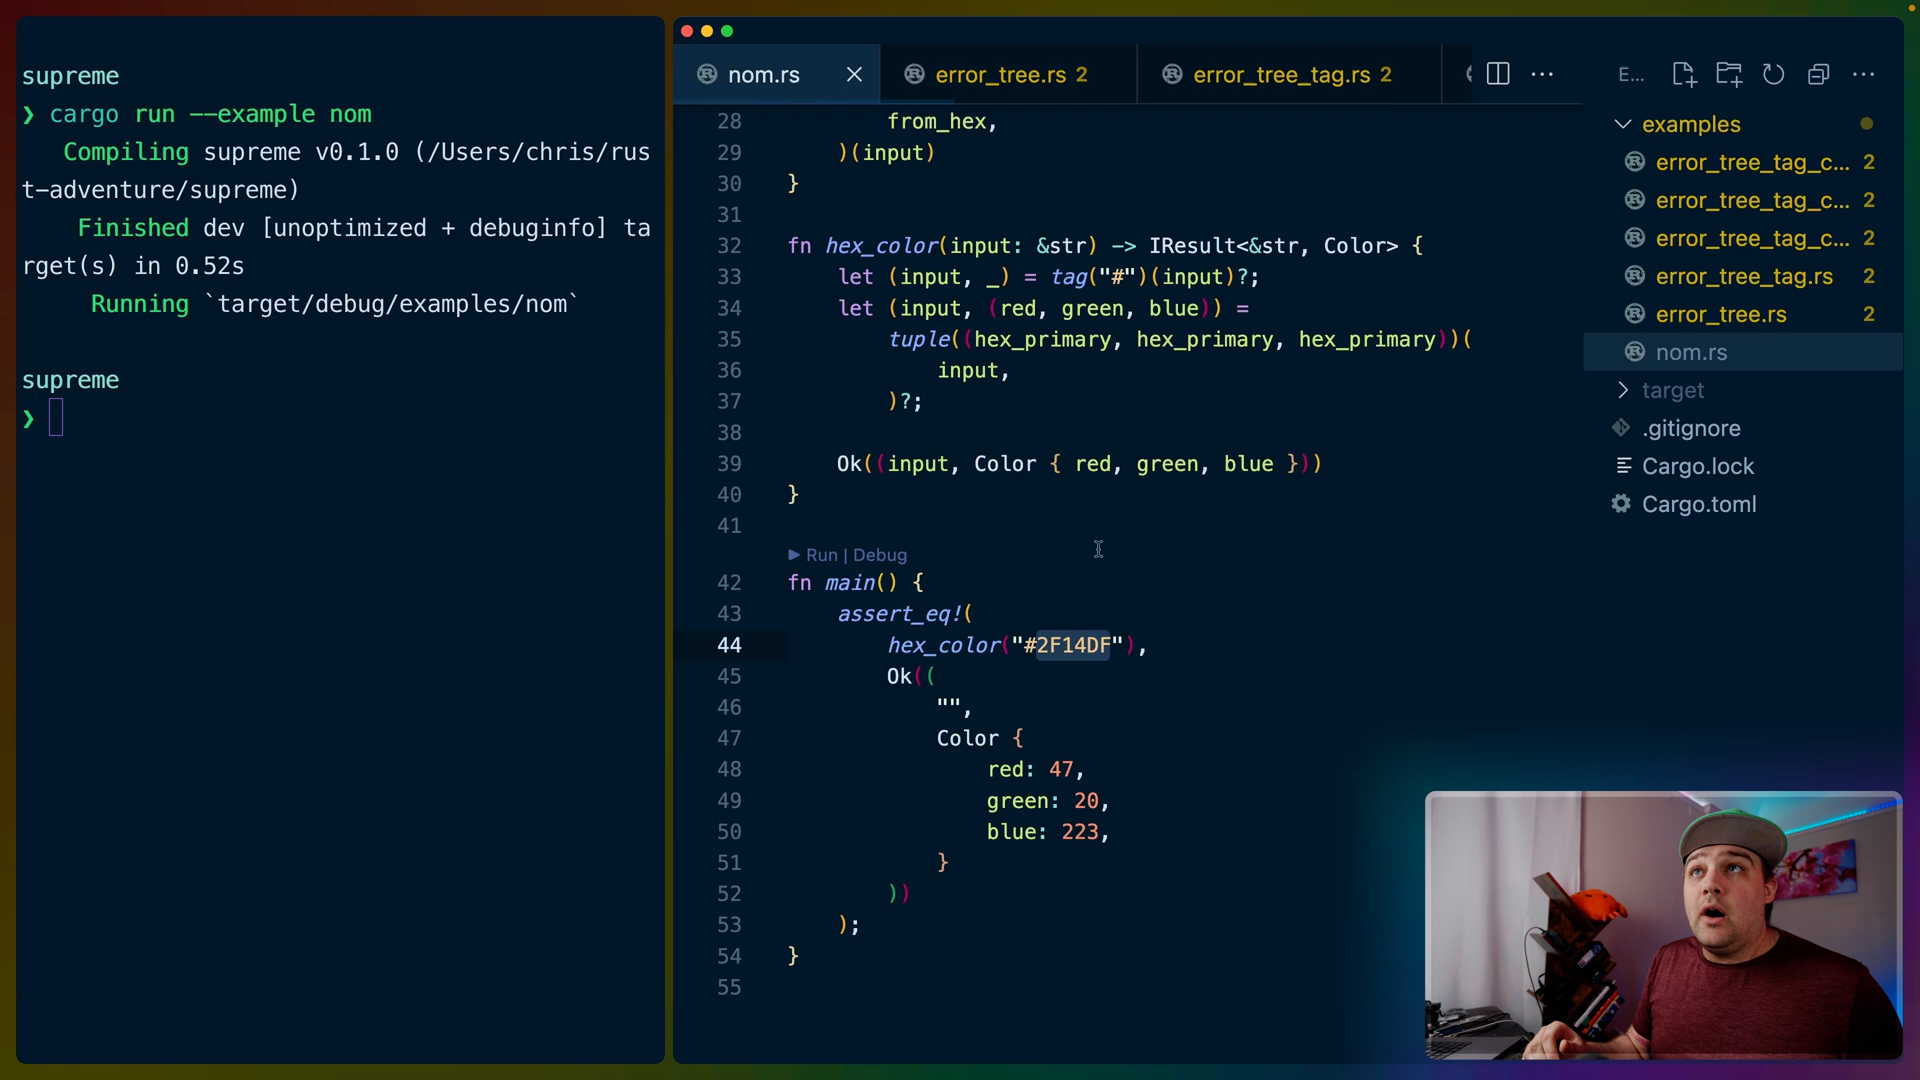 supreme
❯ cargo run --example nom
Compiling supreme v0.1.0 (/Users/chris/rus
t-adventure/supreme)
Finished dev [unoptimized + debuginfo] ta
rget(s) in 0.52s
Running `target/debug/examples/nom`
supreme
❯
nom.rs
error_tree.rs 2
error_tree_tag.rs 2
28 from_hex,
29 )(input)
30 }
31
32 fn hex_color(input: &str) -> IResult<&str, Color> {
33 let (input, _) = tag("#")(input)?;
34 let (input, (red, green, blue)) =
35 tuple((hex_primary, hex_primary, hex_primary))(
36 input,
37 )?;
38
39 Ok((input, Color { red, green, blue }))
40 }
41
Run | Debug
42 fn main() {
43 assert_eq!(
44 hex_color("#2F14DF"),
45 Ok((
46 "",
47 Color {
48 red: 47,
49 green: 20,
50 blue: 223,
51 }
52 ))
53 );
54 }
55
E...
examples
error_tree_tag_c... 2
error_tree_tag_c... 2
error_tree_tag_c... 2
error_tree_tag.rs 2
error_tree.rs 2
nom.rs
target
.gitignore
Cargo.lock
Cargo.toml